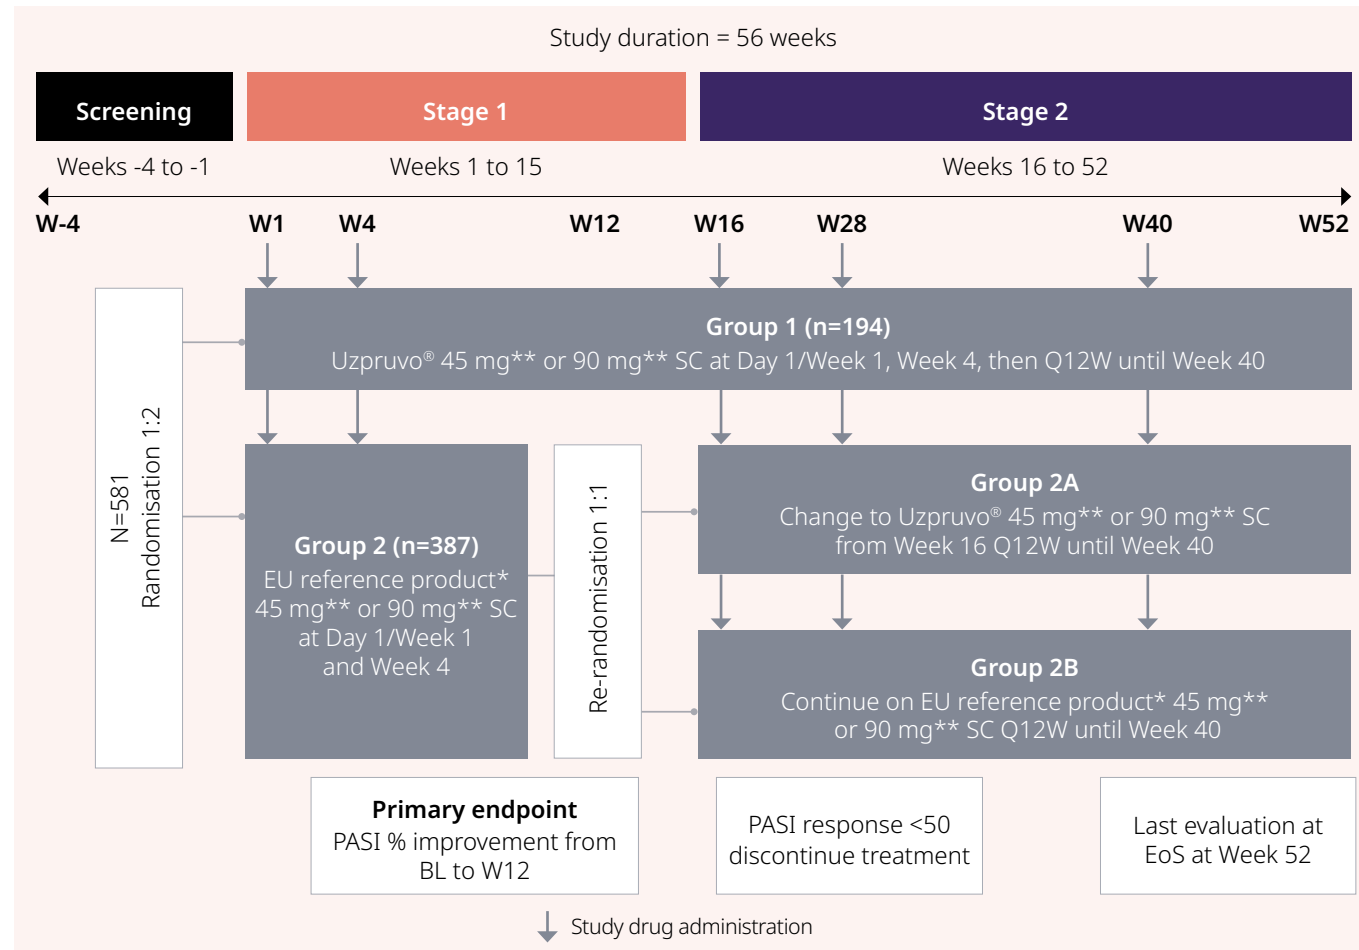 Study duration = 56 weeks
Screening
Stage 1
Stage 2
Weeks -4 to -1
Weeks 1 to 15
Weeks 16 to 52
W-4
W1
W4
W12
W16
W28
W40
W52
N=581
Randomisation 1:2
Group 1 (n=194)
Uzpruvo® 45 mg** or 90 mg** SC at Day 1/Week 1, Week 4, then Q12W until Week 40
Group 2 (n=387)
EU reference product*
45 mg** or 90 mg** SC
at Day 1/Week 1
and Week 4
Re-randomisation 1:1
Group 2A
Change to Uzpruvo® 45 mg** or 90 mg** SC
from Week 16 Q12W until Week 40
Group 2B
Continue on EU reference product* 45 mg**
or 90 mg** SC Q12W until Week 40
Primary endpoint
PASI % improvement from
BL to W12
PASI response <50
discontinue treatment
Last evaluation at
EoS at Week 52
Study drug administration